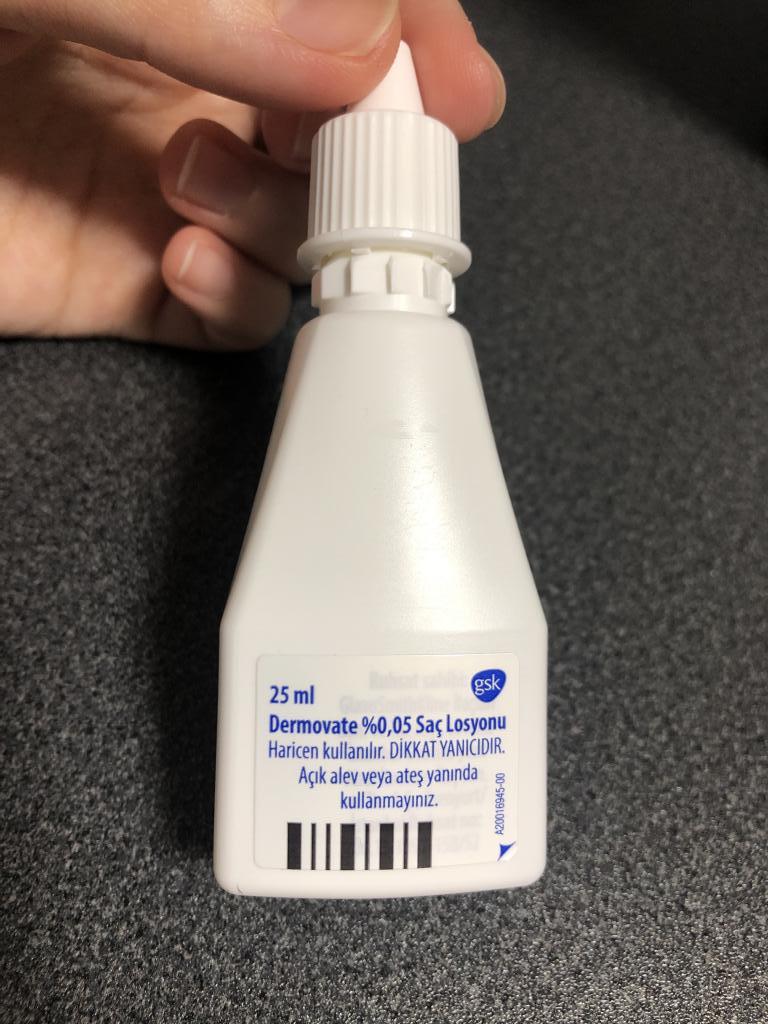 25 ml
gsk
Dermovate %0,05 Saç Losyonu
Haricen kullanılır. DİKKAT YANICIDIR.
Açık alev veya ateş yanında
kullanmayınız.
A20016945-00